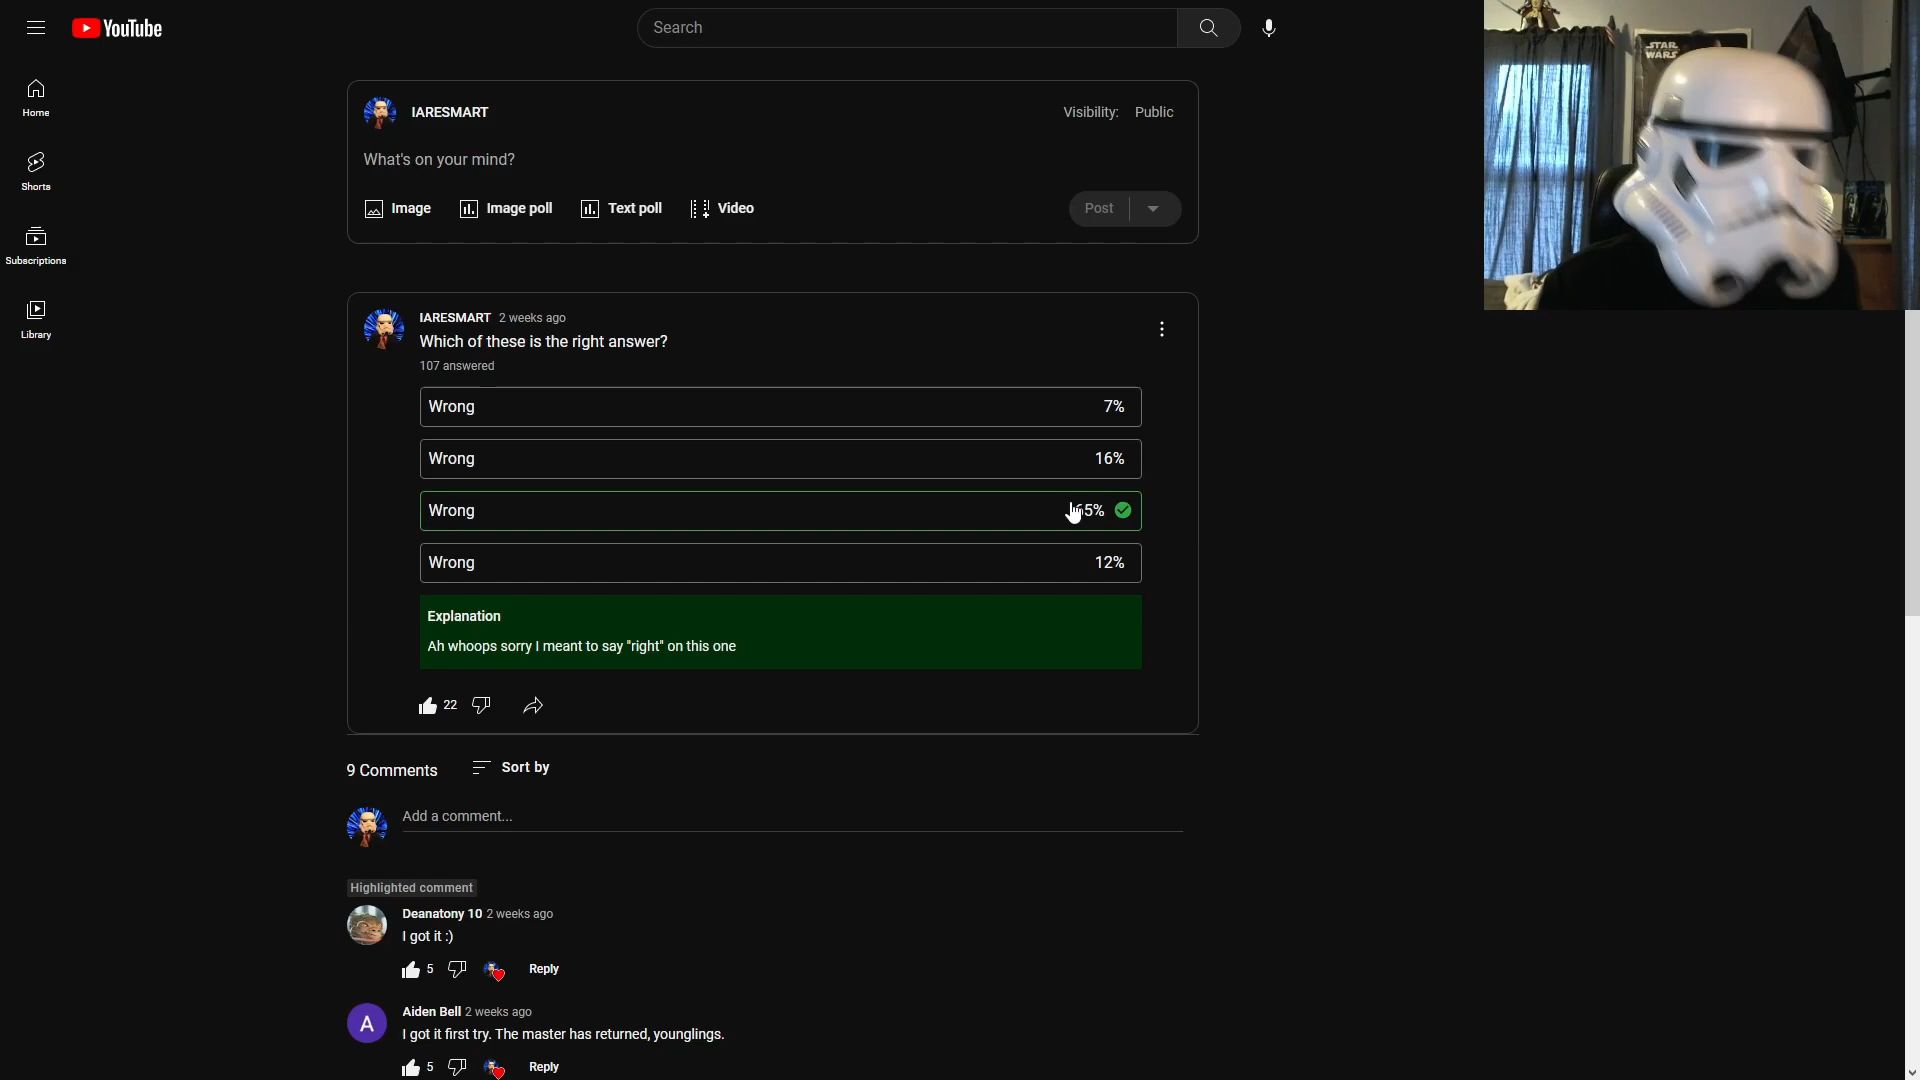 YouTube
Search
STAR WARS
Home
Shorts
Subscriptions
Library
IARESMART
Visibility: Public
What's on your mind?
Image
Image poll
Text poll
Video
Post
IARESMART 2 weeks ago
Which of these is the right answer?
107 answered
Wrong 7%
Wrong 16%
Wrong 65%
Wrong 12%
Explanation
Ah whoops sorry I meant to say "right" on this one
22
9 Comments
Sort by
Add a comment...
Highlighted comment
Deanatony 10 2 weeks ago
I got it :)
5
Reply
A
Aiden Bell 2 weeks ago
I got it first try. The master has returned, younglings.
5
Reply